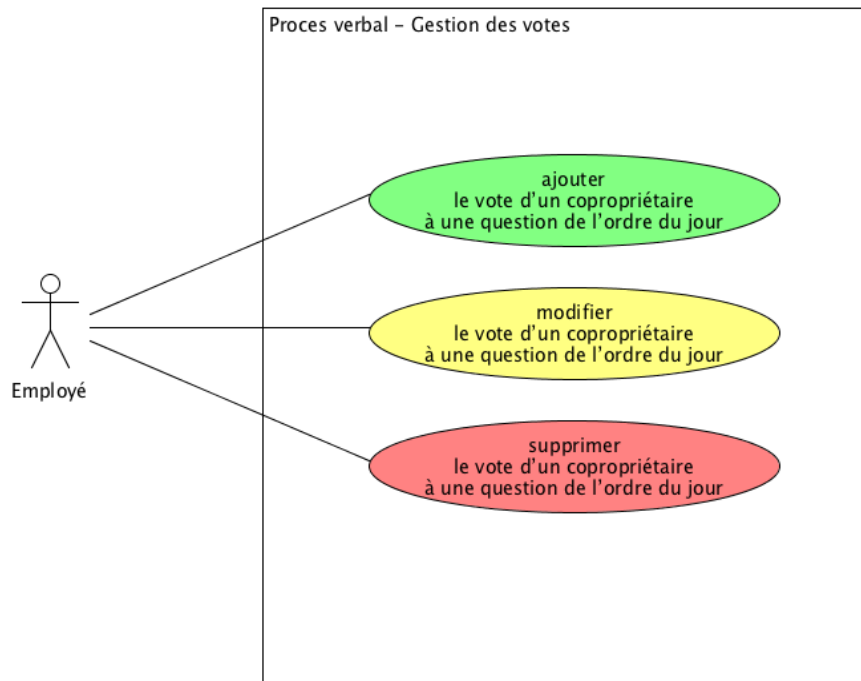 Proces verbal – Gestion des votes
ajouter
le vote d'un copropriétaire
à une question de l'ordre du jour
modifier
le vote d'un copropriétaire
à une question de l'ordre du jour
Employé
supprimer
le vote d'un copropriétaire
à une question de l'ordre du jour